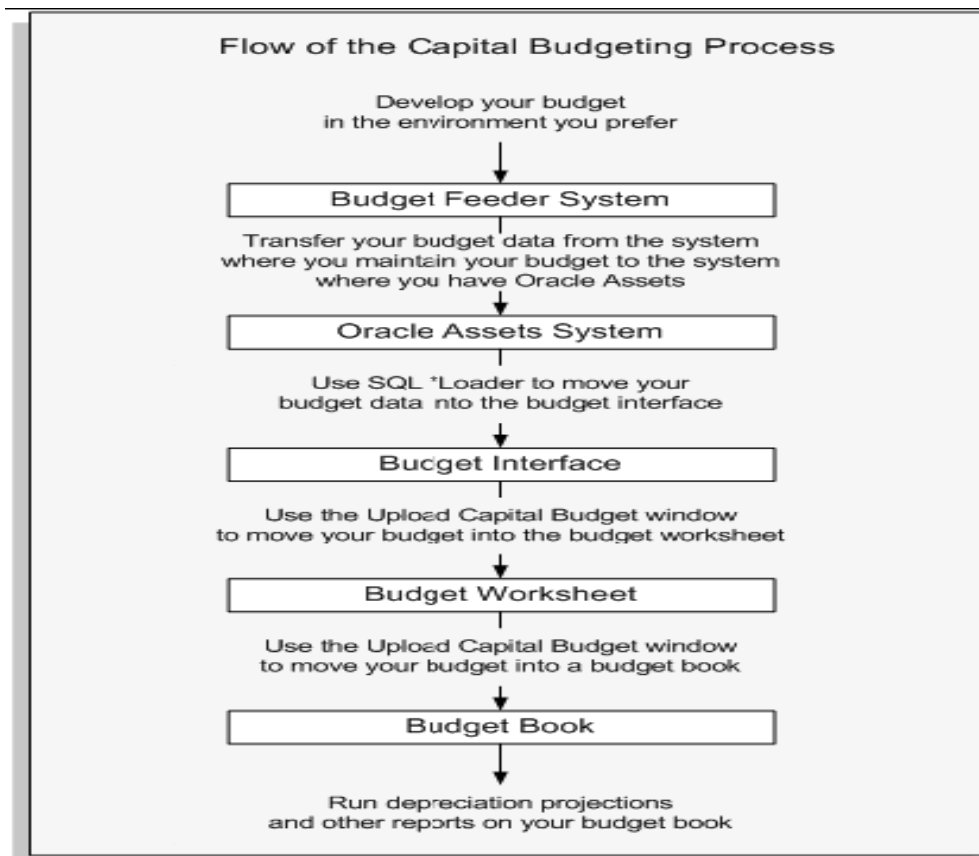 Flow of the Capital Budgeting Process
Develop your budget
in the environment you prefer
Budget Feeder System
Transfer your budget data from the system
where you maintain your budget to the system
where you have Oracle Assets
Oracle Assets System
Use SQL *Loader to move your
budget data into the budget interface
Budget Interface
Use the Upload Capital Budget window
to move your budget into the budget worksheet
Budget Worksheet
Use the Upload Capital Budget window
to move your budget into a budget book
Budget Book
Run depreciation projections
and other reports on your budget book